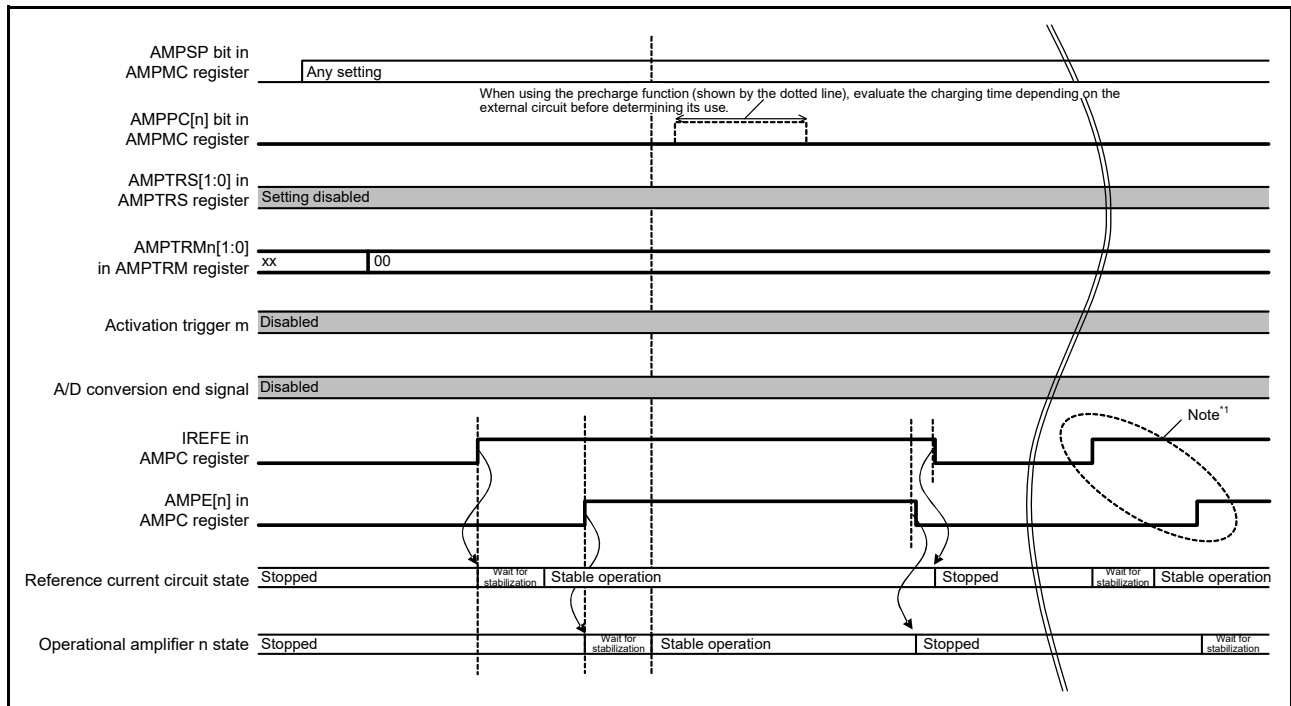 AMPSP bit in
AMPMC register
Any setting
When using the precharge function (shown by the dotted line), evaluate the charging time depending on the
external circuit before determining its use.
AMPPC[n] bit in
AMPMC register
AMPTRS[1:0] in
AMPTRS register
Setting disabled
AMPTRMn[1:0]
in AMPTRM register
xx
00
Activation trigger m
Disabled
A/D conversion end signal
Disabled
Note*1
IREFE in
AMPC register
AMPE[n] in
AMPC register
Reference current circuit state
Stopped
Wait for
stabilization
Stable operation
Stopped
Wait for
stabilization
Stable operation
Operational amplifier n state
Stopped
Wait for
stabilization
Stable operation
Stopped
Wait for
stabilization